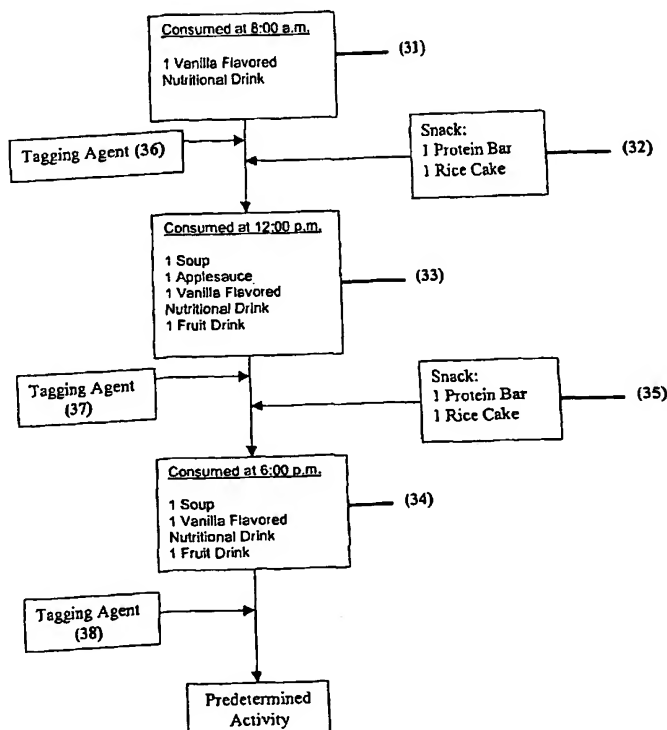 Consumed at 8:00 a.m.
1 Vanilla Flavored
Nutritional Drink
(31)
Tagging Agent (36)
Snack:
1 Protein Bar
1 Rice Cake
(32)
Consumed at 12:00 p.m.
1 Soup
1 Applesauce
1 Vanilla Flavored
Nutritional Drink
1 Fruit Drink
(33)
Tagging Agent
(37)
Snack:
1 Protein Bar
1 Rice Cake
(35)
Consumed at 6:00 p.m.
1 Soup
1 Vanilla Flavored
Nutritional Drink
1 Fruit Drink
(34)
Tagging Agent
(38)
Predetermined
Activity